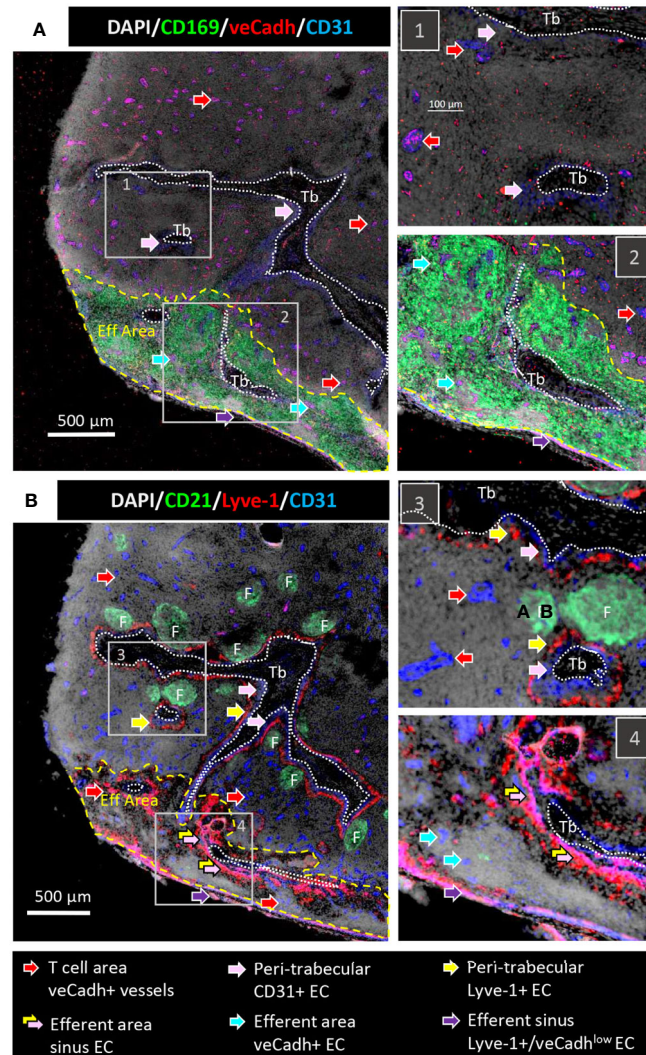 A
DAPI/CD169/veCadh/CD31
1
Tb
100 µm
Tb
1
Tb
Tb
Eff Area
2
Tb
500 µm
2
Tb
B
DAPI/CD21/Lyve-1/CD31
F
F
F
F
F
3
Tb
F
F
F
F
Eff Area
4
500 µm
3
Tb
A B
F
Tb
4
Tb
T cell area
veCadh+ vessels
Peri-trabecular
CD31+ EC
Peri-trabecular
Lyve-1+ EC
Efferent area
sinus EC
Efferent area
veCadh+ EC
Efferent sinus
Lyve-1+/veCadhlow EC